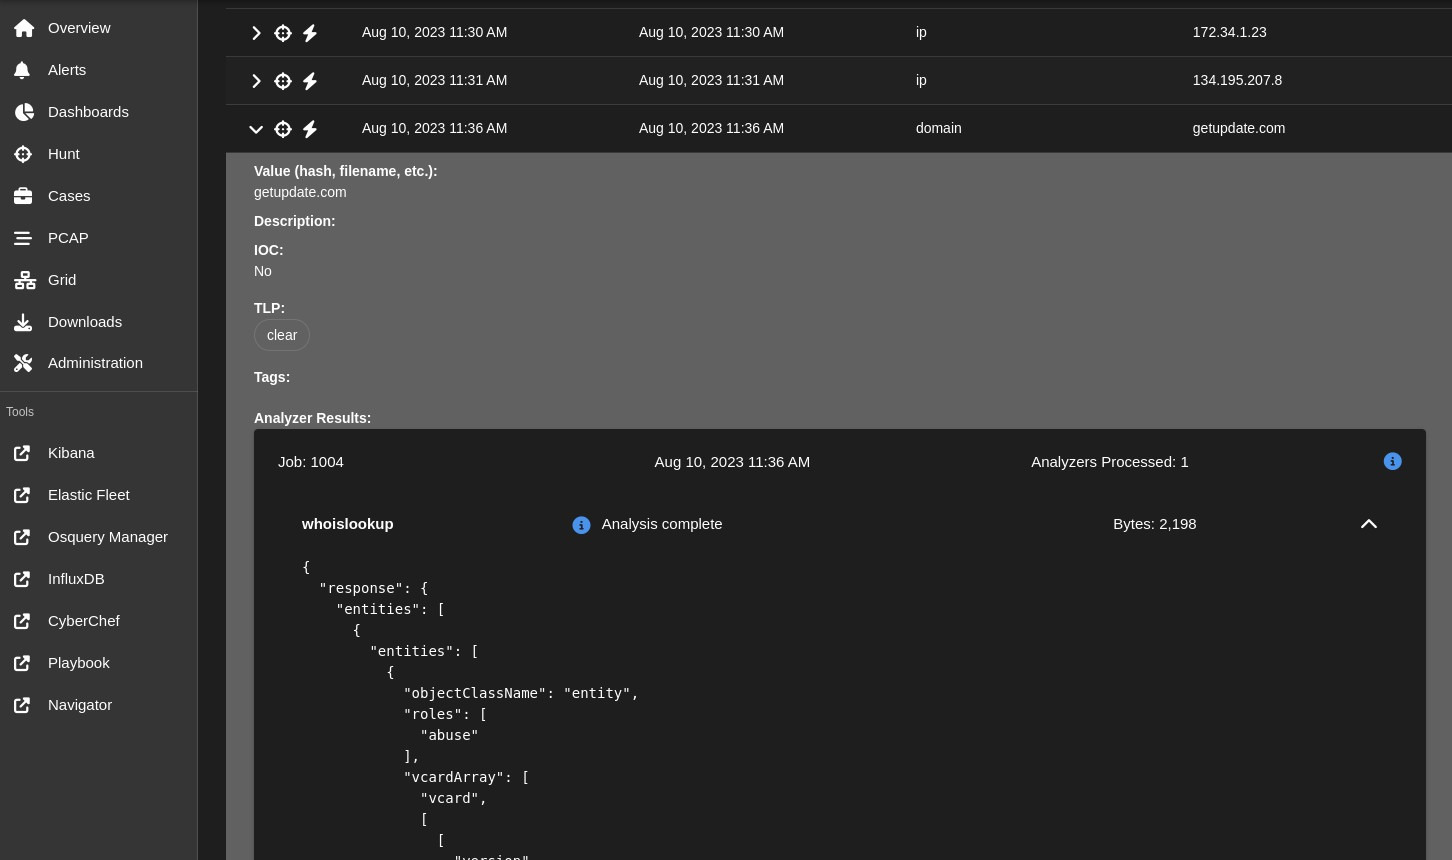 Overview
Alerts
Dashboards
Hunt
Cases
PCAP
Grid
Downloads
Administration
Tools
Kibana
Elastic Fleet
Osquery Manager
InfluxDB
CyberChef
Playbook
Navigator
Aug 10, 2023 11:30 AM Aug 10, 2023 11:30 AM ip 172.34.1.23
Aug 10, 2023 11:31 AM Aug 10, 2023 11:31 AM ip 134.195.207.8
Aug 10, 2023 11:36 AM Aug 10, 2023 11:36 AM domain getupdate.com
Value (hash, filename, etc.):
getupdate.com
Description:
IOC:
No
TLP:
clear
Tags:
Analyzer Results:
Job: 1004 Aug 10, 2023 11:36 AM Analyzers Processed: 1
whoislookup Analysis complete Bytes: 2,198
{
"response": {
"entities": [
{
"entities": [
{
"objectClassName": "entity",
"roles": [
"abuse"
],
"vcardArray": [
"vcard",
[
[
"version"